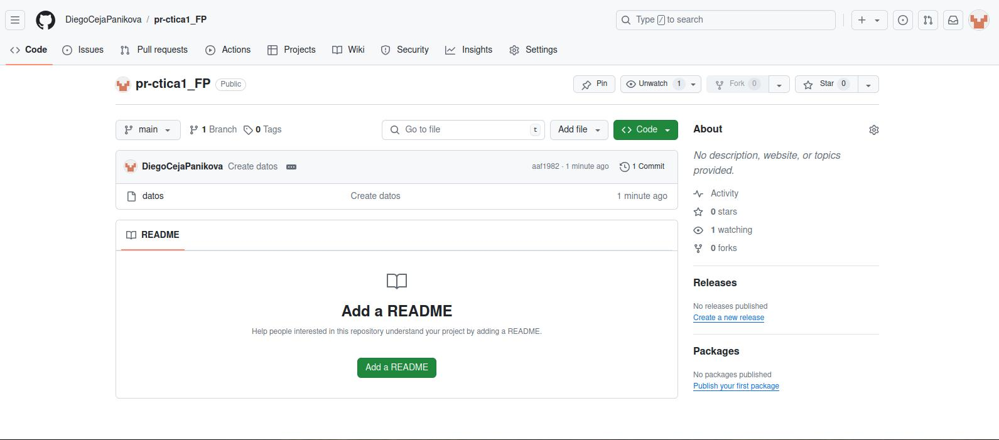 DiegoCejaPanikova / pr-ctica1_FP
Type / to search
Code Issues Pull requests Actions Projects Wiki Security Insights Settings
pr-ctica1_FP Public
Pin Unwatch 1 Fork 0 Star 0
main 1 Branch 0 Tags Go to file t Add file Code
DiegoCejaPanikova Create datos aaf1982 · 1 minute ago 1 Commit
datos Create datos 1 minute ago
README
Add a README
Help people interested in this repository understand your project by adding a README.
Add a README
About
No description, website, or topics
provided.
Activity
0 stars
1 watching
0 forks
Releases
No releases published
Create a new release
Packages
No packages published
Publish your first package